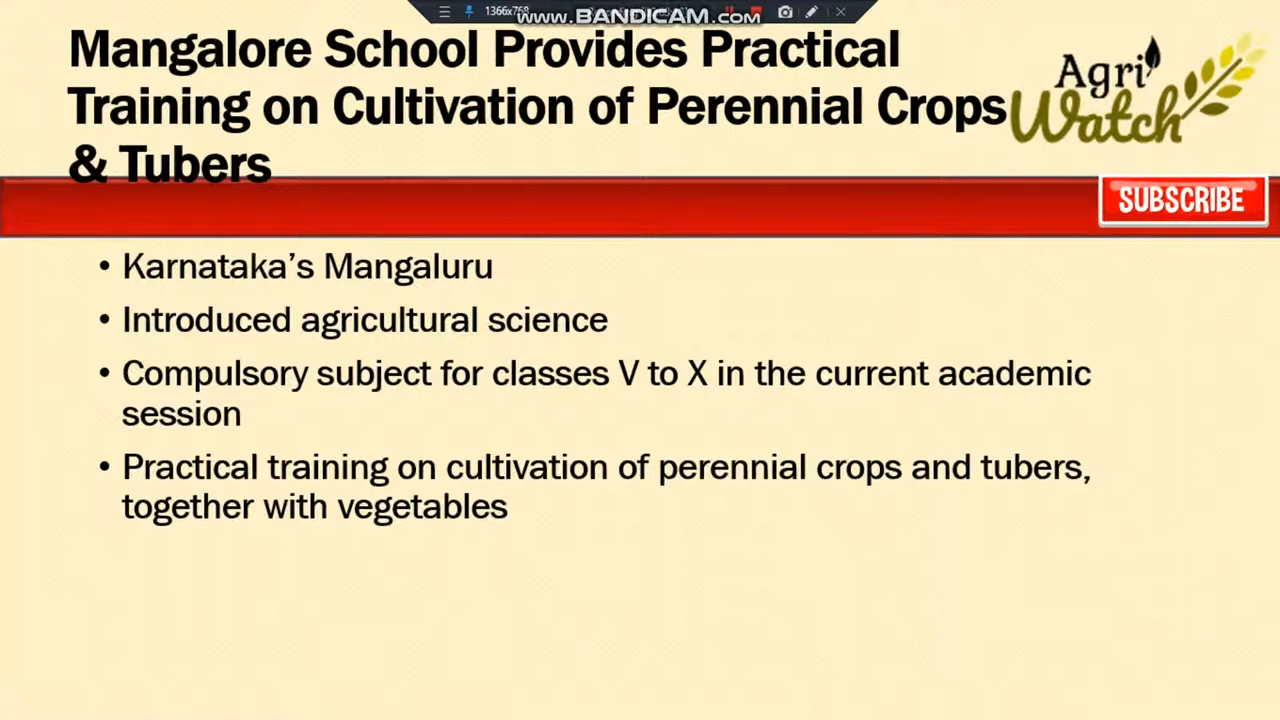 1366x768
www.BANDICAM.com
Mangalore School Provides Practical
Training on Cultivation of Perennial Crops
& Tubers
Agri
Watch
SUBSCRIBE
• Karnataka’s Mangaluru
• Introduced agricultural science
• Compulsory subject for classes V to X in the current academic
session
• Practical training on cultivation of perennial crops and tubers,
together with vegetables